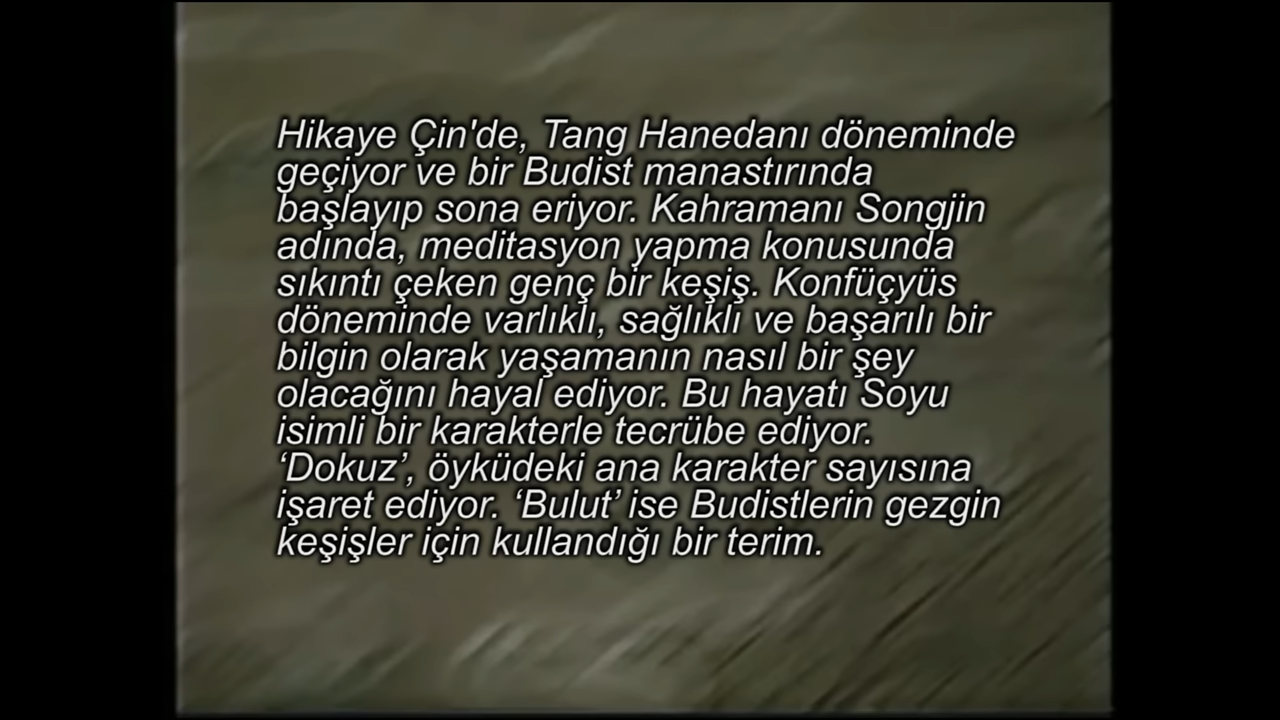 Hikaye Çin'de, Tang Hanedanı döneminde
geçiyor ve bir Budist manastırında
başlayıp sona eriyor. Kahramanı Songjin
adında, meditasyon yapma konusunda
sıkıntı çeken genç bir keşiş. Konfüçyüs
döneminde varlıklı, sağlıklı ve başarılı bir
bilgin olarak yaşamanın nasıl bir şey
olacağını hayal ediyor. Bu hayatı Soyu
isimli bir karakterle tecrübe ediyor.
‘Dokuz’, öyküdeki ana karakter sayısına
işaret ediyor. ‘Bulut’ ise Budistlerin gezgin
keşişler için kullandığı bir terim.